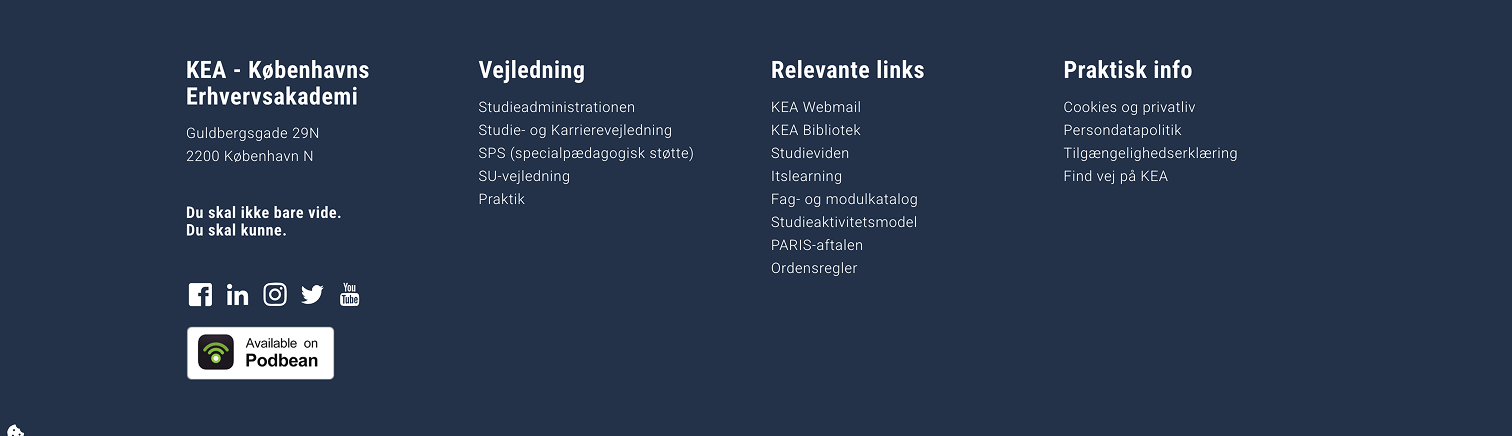 KEA - Københavns
Erhvervsakademi
Guldbergsgade 29N
2200 København N
Du skal ikke bare vide.
Du skal kunne.
in
You
Tube
Available on
Podbean
Vejledning
Studieadministrationen
Studie- og Karrierevejledning
SPS (specialpædagogisk støtte)
SU-vejledning
Praktik
Relevante links
KEA Webmail
KEA Bibliotek
Studieviden
Itslearning
Fag- og modulkatalog
Studieaktivitetsmodel
PARIS-aftalen
Ordensregler
Praktisk info
Cookies og privatliv
Persondatapolitik
Tilgængelighedserklæring
Find vej på KEA